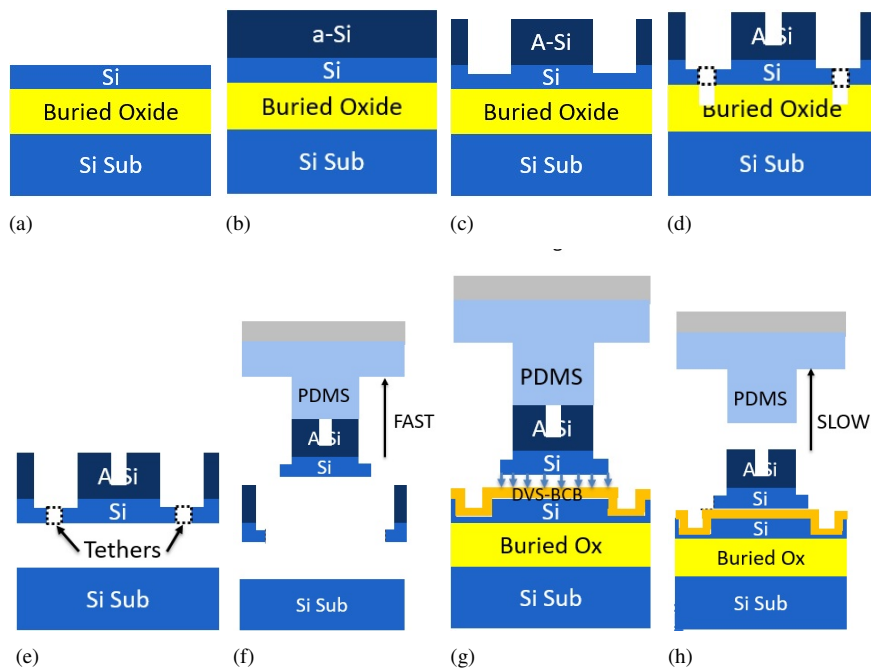 Si
Buried Oxide
Si Sub
(a)
a-Si
Si
Buried Oxide
Si Sub
(b)
A-Si
Si
Buried Oxide
Si Sub
(c)
A-Si
Si
Buried Oxide
Si Sub
(d)
A-Si
Si
Tethers
Si Sub
(e)
PDMS
FAST
A-Si
Si
Si Sub
(f)
PDMS
A-Si
Si
DVS-BCB
Si
Buried Ox
Si Sub
(g)
PDMS
SLOW
A-Si
Si
Si
Buried Ox
Si Sub
(h)